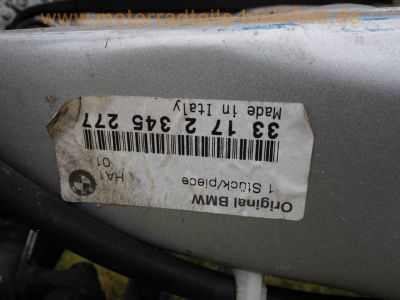 www.motorradteile-bielefeld.de
Original BMW
1 Stück/piece
HA1
01
33 17 2 345 277
Made in Italy